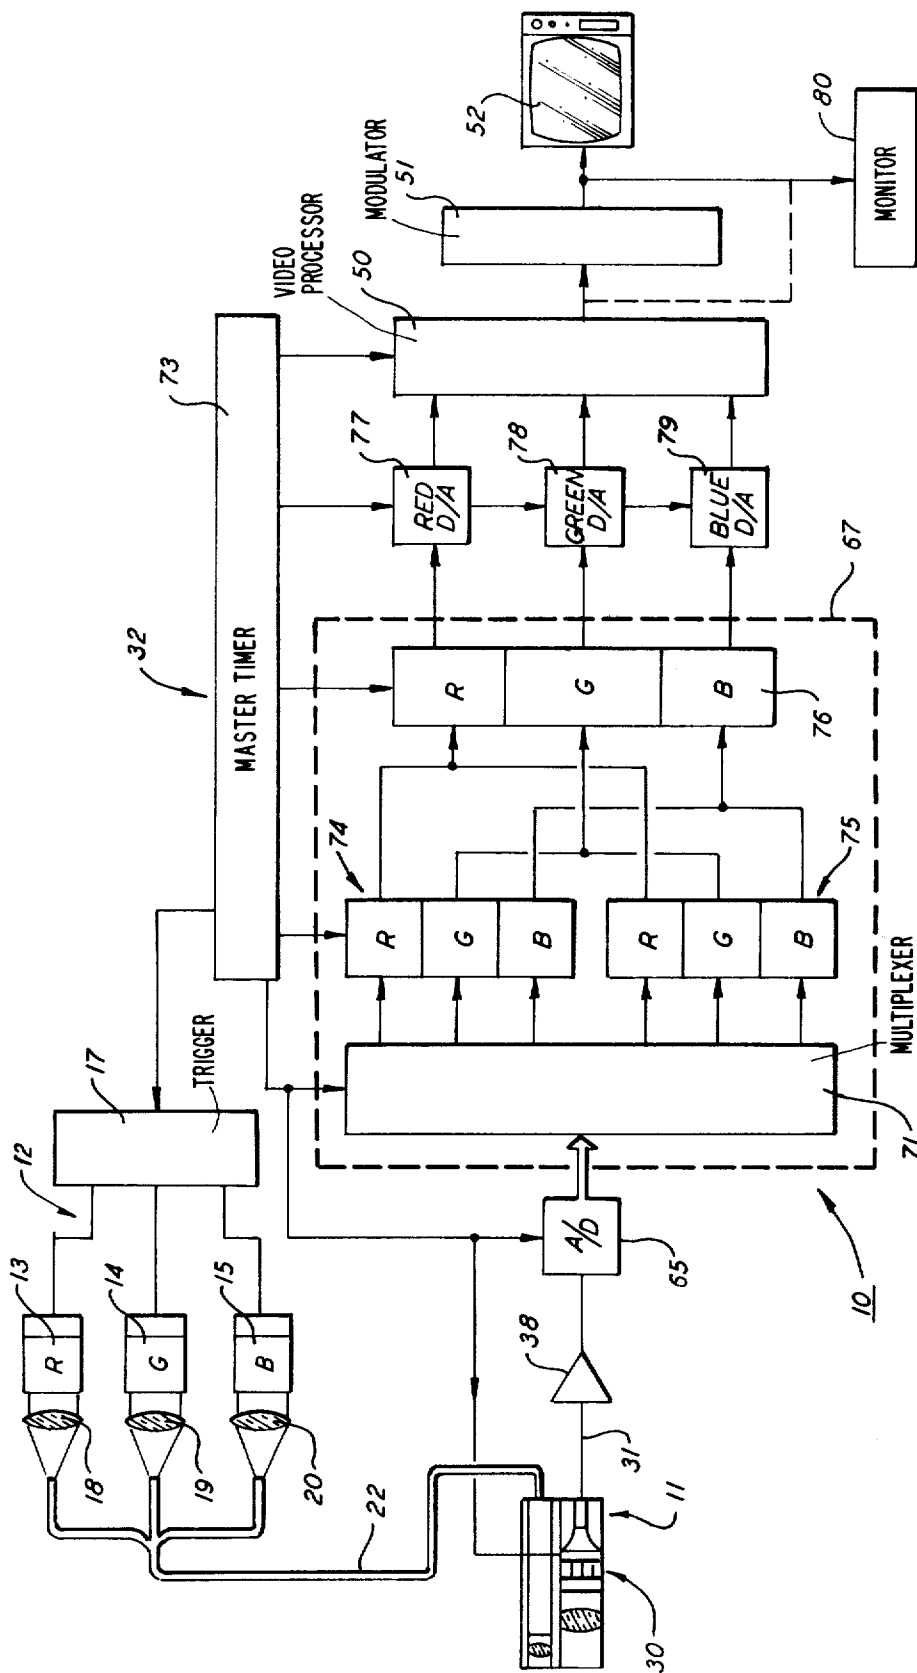 12
17
TRIGGER
13
R
14
G
15
B
18
19
20
22
32
73
MASTER TIMER
VIDEO
PROCESSOR
50
MODULATOR
51
52
77
RED
D/A
78
GREEN
D/A
79
BLUE
D/A
67
R
G
B
76
74
R
G
B
75
R
G
B
MULTIPLEXER
71
A/D
65
38
31
11
30
10
80
MONITOR